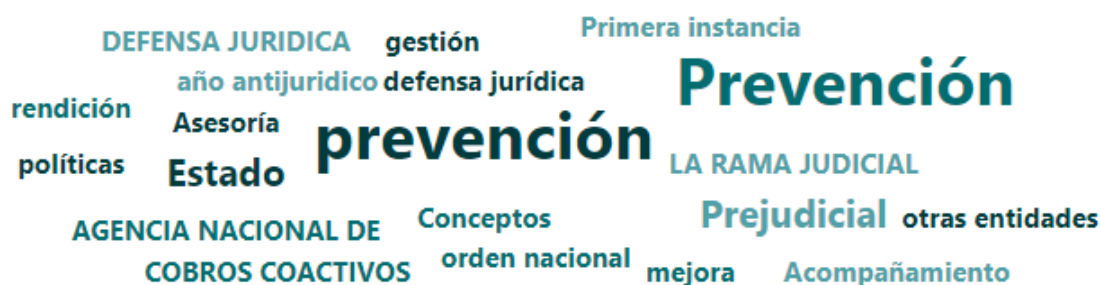 Primera instancia
DEFENSA JURIDICA
gestión
año antijuridico
defensa jurídica
Prevención
rendición
Asesoría
prevención
políticas
Estado
LA RAMA JUDICIAL
AGENCIA NACIONAL DE
Conceptos
Prejudicial
otras entidades
COBROS COACTIVOS
orden nacional
mejora
Acompañamiento